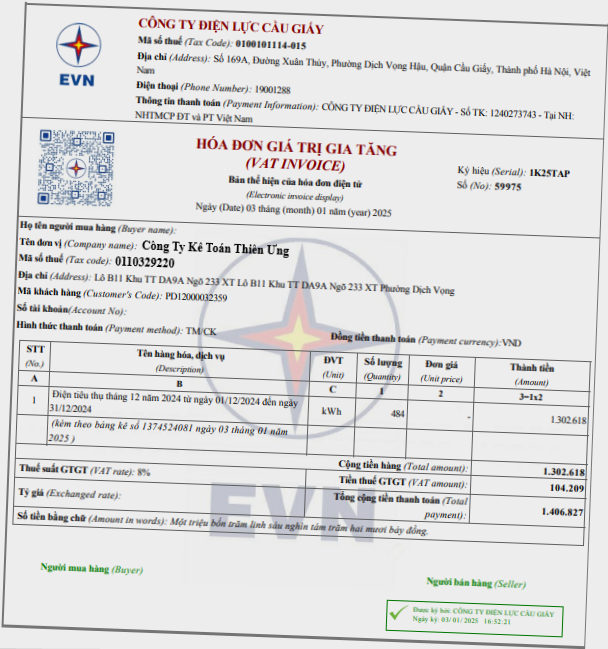 CÔNG TY ĐIỆN LỰC CẦU GIẤY
Mã số thuế (Tax Code): 0100101114-015
Địa chỉ (Address): Số 169A, Đường Xuân Thủy, Phường Dịch Vọng Hậu, Quận Cầu Giấy, Thành phố Hà Nội, Việt
Nam
Điện thoại (Phone Number): 19001288
Thông tin thanh toán (Payment Information): CÔNG TY ĐIỆN LỰC CẦU GIẤY - Số TK: 1240273743 - Tại NH:
NHTMCP ĐT và PT Việt Nam
EVN
HÓA ĐƠN GIÁ TRỊ GIA TĂNG
(VAT INVOICE)
Bản thể hiện của hóa đơn điện tử
(Electronic invoice display)
Ngày (Date) 03 tháng (month) 01 năm (year) 2025
Ký hiệu (Serial): 1K25TAP
Số (No): 59975
Họ tên người mua hàng (Buyer name):
Tên đơn vị (Company name): Công Ty Kế Toán Thiên Ưng
Mã số thuế (Tax code): 0110329220
Địa chỉ (Address): Lô B11 Khu TT DA9A Ngõ 233 XT Lô B11 Khu TT DA9A Ngõ 233 XT Phường Dịch Vọng
Mã khách hàng (Customer's Code): PD12000032359
Số tài khoản(Account No):
Hình thức thanh toán (Payment method): TM/CK
Đồng tiền thanh toán (Payment currency):VND
STT Tên hàng hóa, dịch vụ ĐVT Số lượng Đơn giá Thành tiền
(No.) (Description) (Unit) (Quantity) (Unit price) (Amount)
A B C 1 2 3=1x2
1 Điện tiêu thụ tháng 12 năm 2024 từ ngày 01/12/2024 đến ngày
31/12/2024 kWh 484 - 1.302.618
(kèm theo bảng kê số 1374524081 ngày 03 tháng 01 năm
2025 )
Cộng tiền hàng (Total amount): 1.302.618
Thuế suất GTGT (VAT rate): 8% Tiền thuế GTGT (VAT amount): 104.209
Tỷ giá (Exchanged rate): Tổng cộng tiền thanh toán (Total
payment): 1.406.827
Số tiền bằng chữ (Amount in words): Một triệu bốn trăm linh sáu nghìn tám trăm hai mươi bảy đồng.
EVN
Người mua hàng (Buyer)
Người bán hàng (Seller)
Được ký bởi: CÔNG TY ĐIỆN LỰC CẦU GIẤY
Ngày ký: 03/01/2025 16:52:21